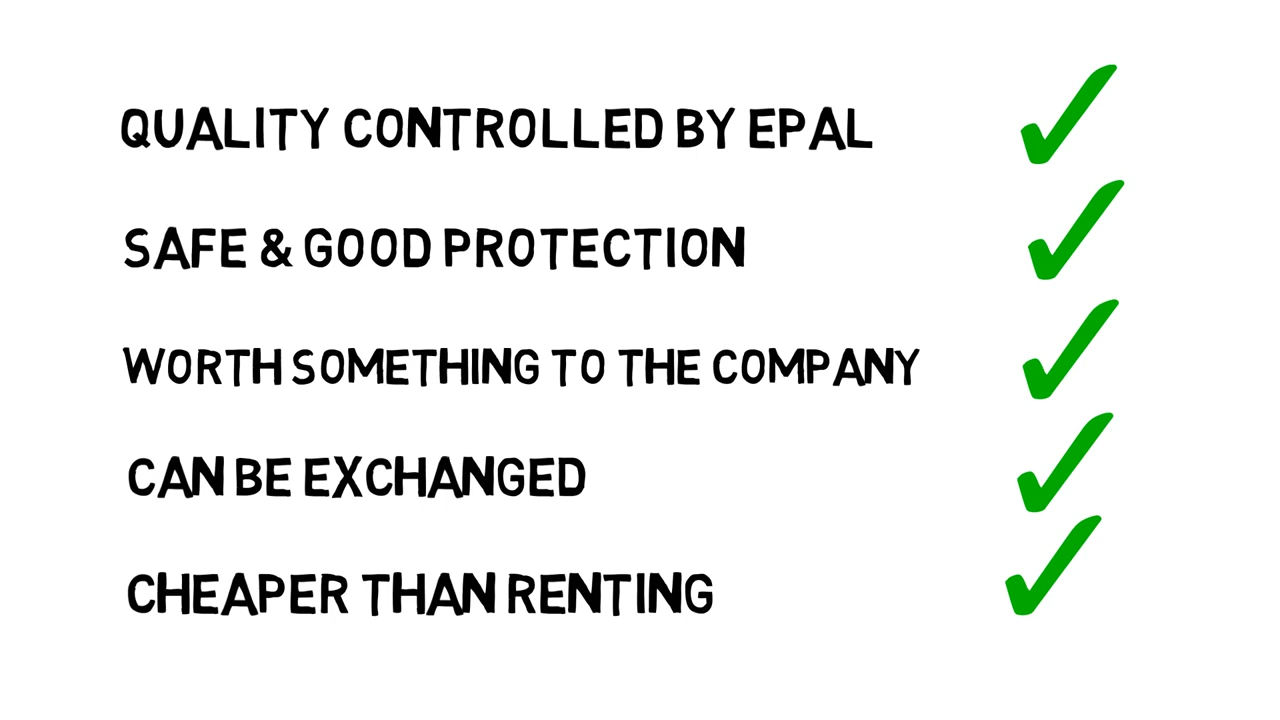 QUALITY CONTROLLED BY EPAL
SAFE & GOOD PROTECTION
WORTH SOMETHING TO THE COMPANY
CAN BE EXCHANGED
CHEAPER THAN RENTING